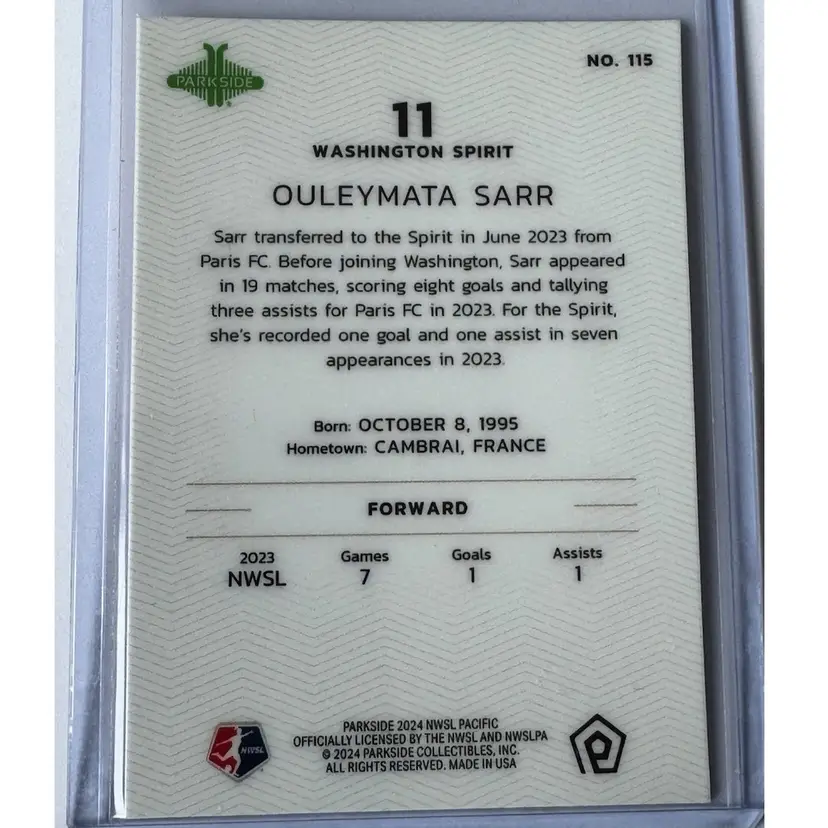 PARKSIDE
NO. 115
11
WASHINGTON SPIRIT
OULEYMATA SARR
Sarr transferred to the Spirit in June 2023 from
Paris FC. Before joining Washington, Sarr appeared
in 19 matches, scoring eight goals and tallying
three assists for Paris FC in 2023. For the Spirit,
she's recorded one goal and one assist in seven
appearances in 2023.
Born: OCTOBER 8, 1995
Hometown: CAMBRAI, FRANCE
FORWARD
2023 Games Goals Assists
NWSL 7 1 1
NWSL
PARKSIDE 2024 NWSL PACIFIC
OFFICIALLY LICENSED BY THE NWSL AND NWSLPA
© 2024 PARKSIDE COLLECTIBLES, INC.
ALL RIGHTS RESERVED. MADE IN USA